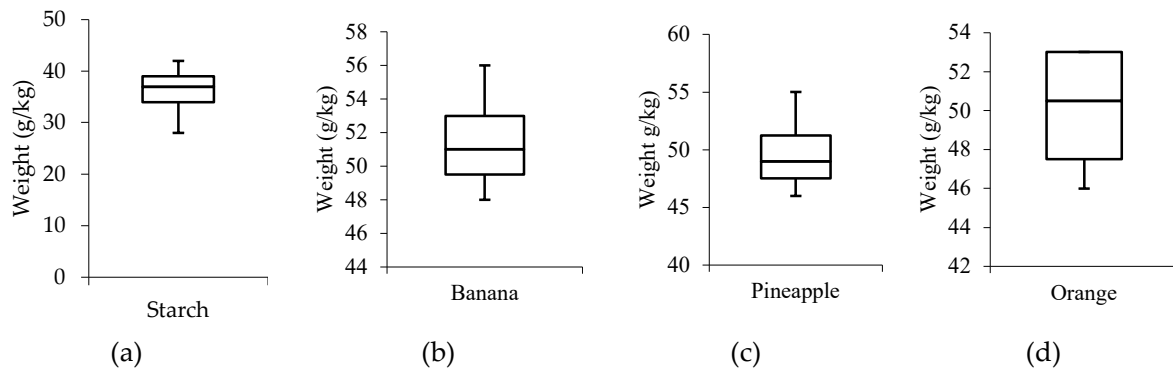 Weight (g/kg)
50
40
30
20
10
0
Starch
(a)
Weight (g/kg)
58
56
54
52
50
48
46
44
Banana
(b)
Weight g/kg)
60
55
50
45
40
Pineapple
(c)
Weight (g/kg)
54
52
50
48
46
44
42
Orange
(d)